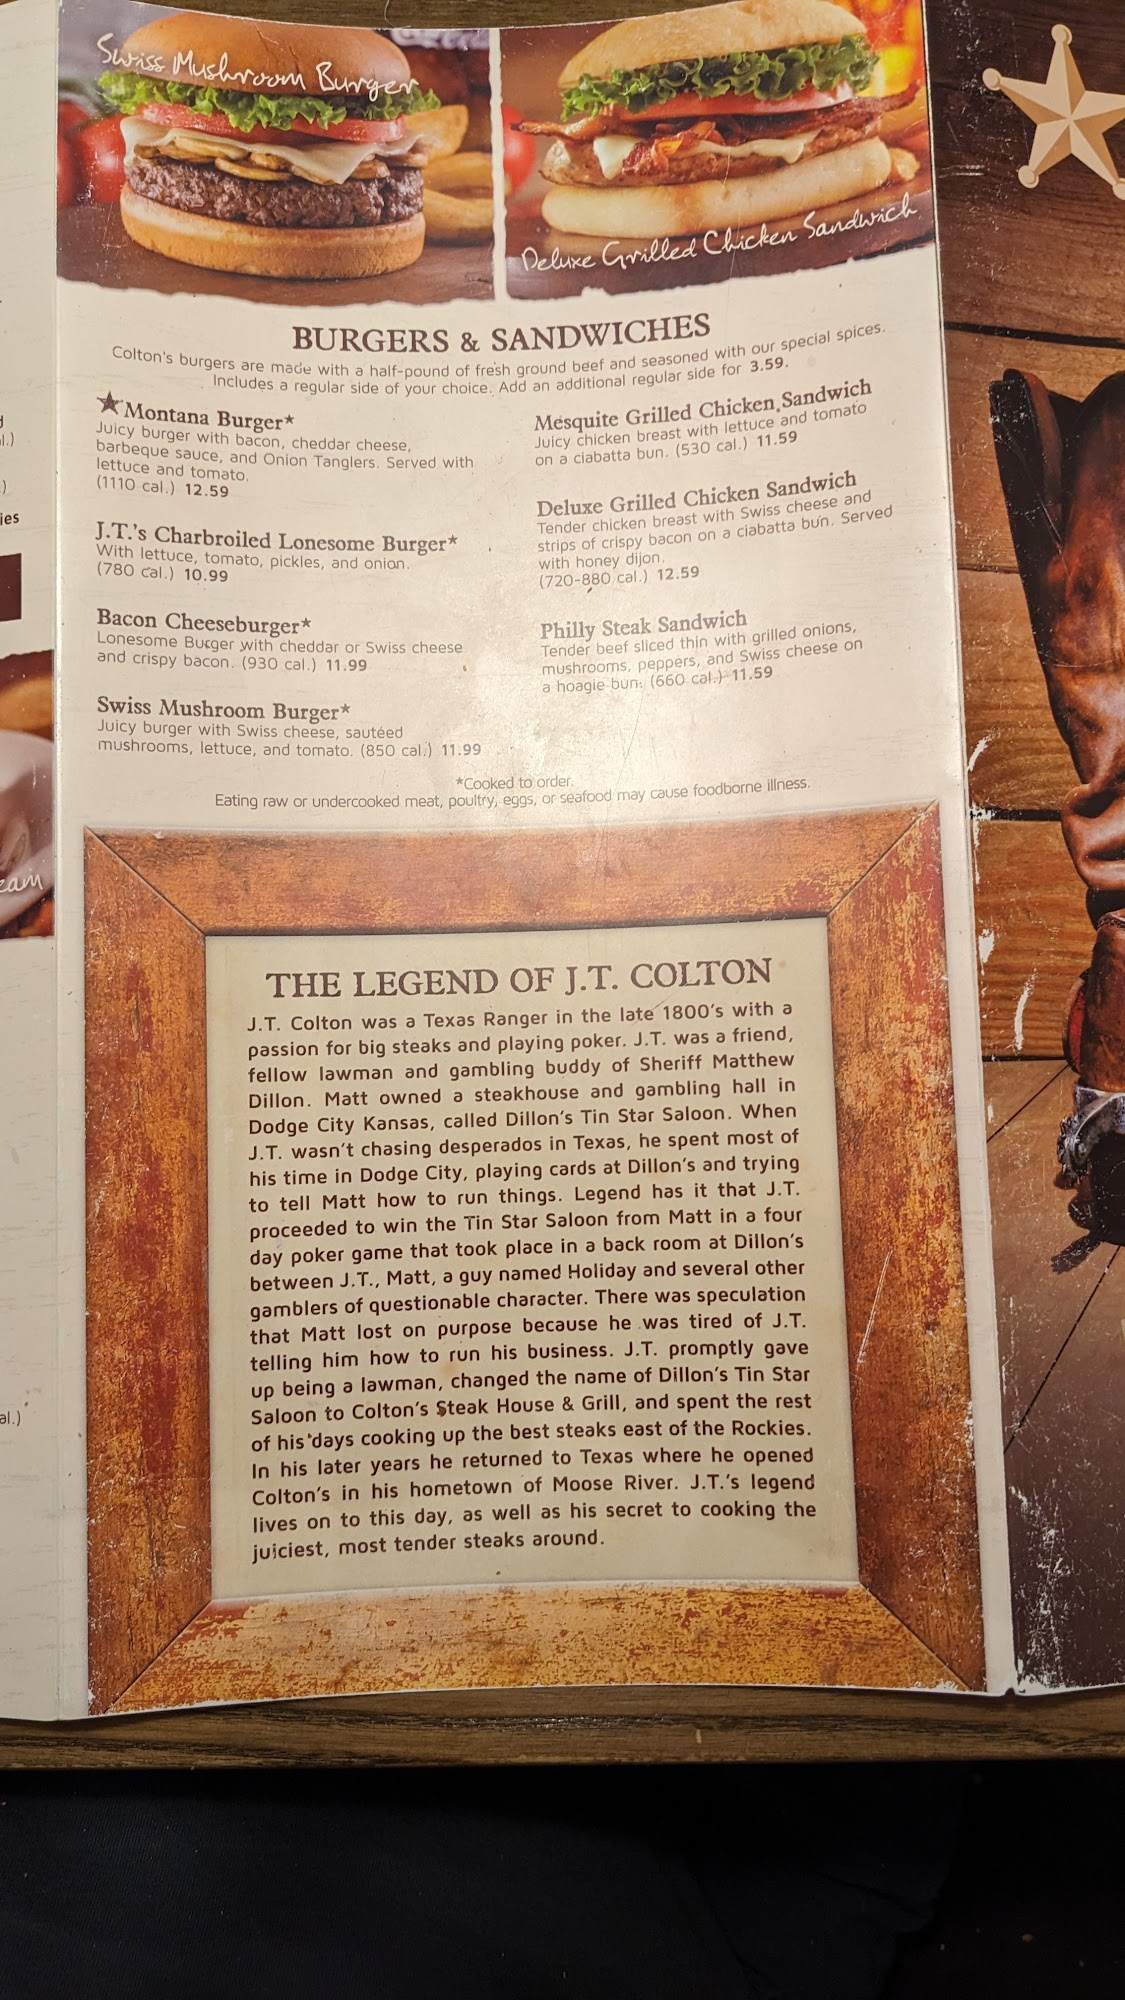 Swiss Mushroom Burger
Deluxe Grilled Chicken Sandwich
BURGERS & SANDWICHES
Colton's burgers are made with a half-pound of fresh ground beef and seasoned with our special spices.
Includes a regular side of your choice. Add an additional regular side for 3.59.
Montana Burger*
Juicy burger with bacon, cheddar cheese,
barbeque sauce, and Onion Tanglers. Served with
lettuce and tomato.
(1110 cal.) 12.59
J.T.'s Charbroiled Lonesome Burger*
With lettuce, tomato, pickles, and onion.
(780 cal.) 10.99
Bacon Cheeseburger*
Lonesome Burger with cheddar or Swiss cheese
and crispy bacon. (930 cal.) 11.99
Swiss Mushroom Burger*
Juicy burger with Swiss cheese, sautéed
mushrooms, lettuce, and tomato. (850 cal.) 11.99
Mesquite Grilled Chicken Sandwich
Juicy chicken breast with lettuce and tomato
on a ciabatta bun. (530 cal.) 11.59
Deluxe Grilled Chicken Sandwich
Tender chicken breast with Swiss cheese and
strips of crispy bacon on a ciabatta bun. Served
with honey dijon.
(720-880 cal.) 12.59
Philly Steak Sandwich
Tender beef sliced thin with grilled onions,
mushrooms, peppers, and Swiss cheese on
a hoagie bun. (660 cal.) 11.59
*Cooked to order.
Eating raw or undercooked meat, poultry, eggs, or seafood may cause foodborne illness.
THE LEGEND OF J.T. COLTON
J.T. Colton was a Texas Ranger in the late 1800's with a
passion for big steaks and playing poker. J.T. was a friend,
fellow lawman and gambling buddy of Sheriff Matthew
Dillon. Matt owned a steakhouse and gambling hall in
Dodge City Kansas, called Dillon's Tin Star Saloon. When
J.T. wasn't chasing desperados in Texas, he spent most of
his time in Dodge City, playing cards at Dillon's and trying
to tell Matt how to run things. Legend has it that J.T.
proceeded to win the Tin Star Saloon from Matt in a four
day poker game that took place in a back room at Dillon's
between J.T., Matt, a guy named Holiday and several other
gamblers of questionable character. There was speculation
that Matt lost on purpose because he was tired of J.T.
telling him how to run his business. J.T. promptly gave
up being a lawman, changed the name of Dillon's Tin Star
Saloon to Colton's Steak House & Grill, and spent the rest
of his days cooking up the best steaks east of the Rockies.
In his later years he returned to Texas where he opened
Colton's in his hometown of Moose River. J.T.'s legend
lives on to this day, as well as his secret to cooking the
juiciest, most tender steaks around.